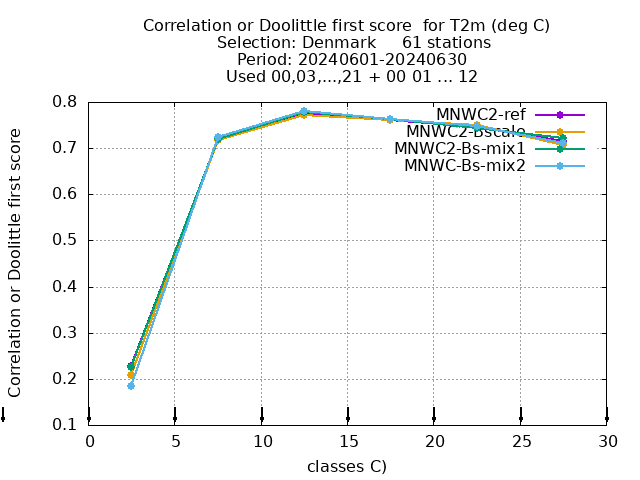 Correlation or Doolittle first score  for T2m (deg C)
Selection: Denmark     61 stations
Period: 20240601-20240630
Used 00,03,...,21 + 00 01 ... 12
Correlation or Doolittle first score
0.8
0.7
0.6
0.5
0.4
0.3
0.2
0.1
MNWC2-ref
MNWC2-Bscale
MNWC2-Bs-mix1
MNWC-Bs-mix2
0 5 10 15 20 25 30
classes C)